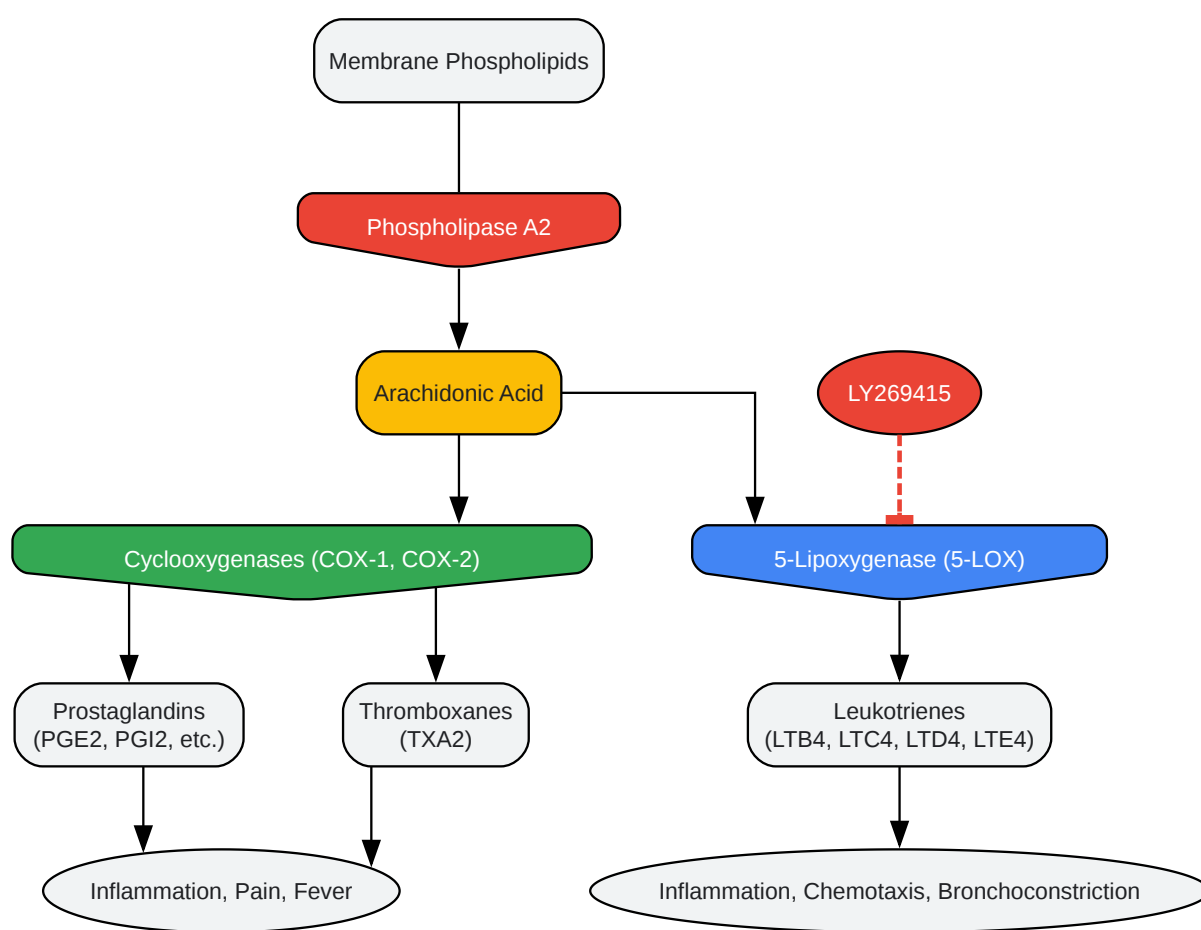 Membrane Phospholipids
Phospholipase A2
Arachidonic Acid
LY269415
Cyclooxygenases (COX-1, COX-2)
5-Lipoxygenase (5-LOX)
Prostaglandins
(PGE2, PGI2, etc.)
Thromboxanes
(TXA2)
Leukotrienes
(LTB4, LTC4, LTD4, LTE4)
Inflammation, Pain, Fever
Inflammation, Chemotaxis, Bronchoconstriction